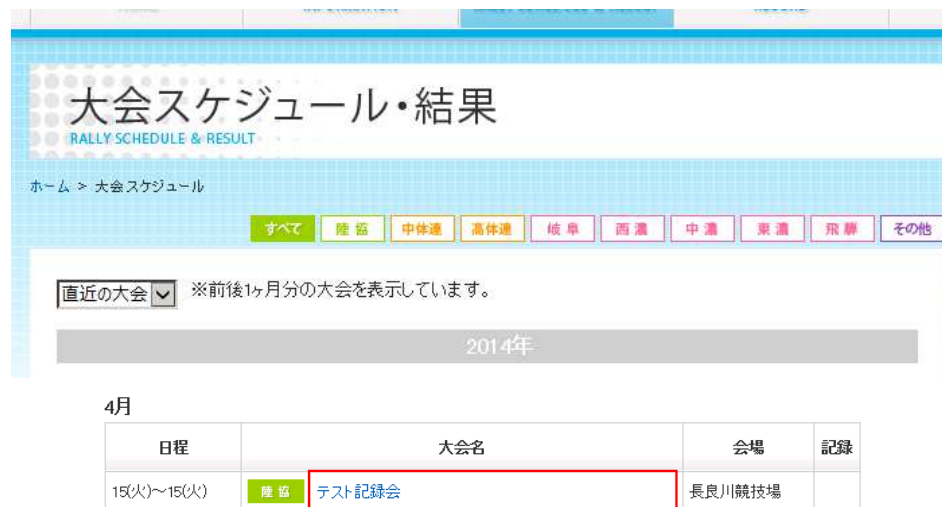 大会スケジュール・結果
RALLY SCHEDULE & RESULT
ホーム > 大会スケジュール
すべて 陸協 中体連 高体連 岐阜 西濃 中濃 東濃 飛騨 その他
直近の大会 ※前後1ヶ月分の大会を表示しています。
2014年
4月
日程 大会名 会場 記録
15(火)～15(火) 陸協 テスト記録会 長良川競技場